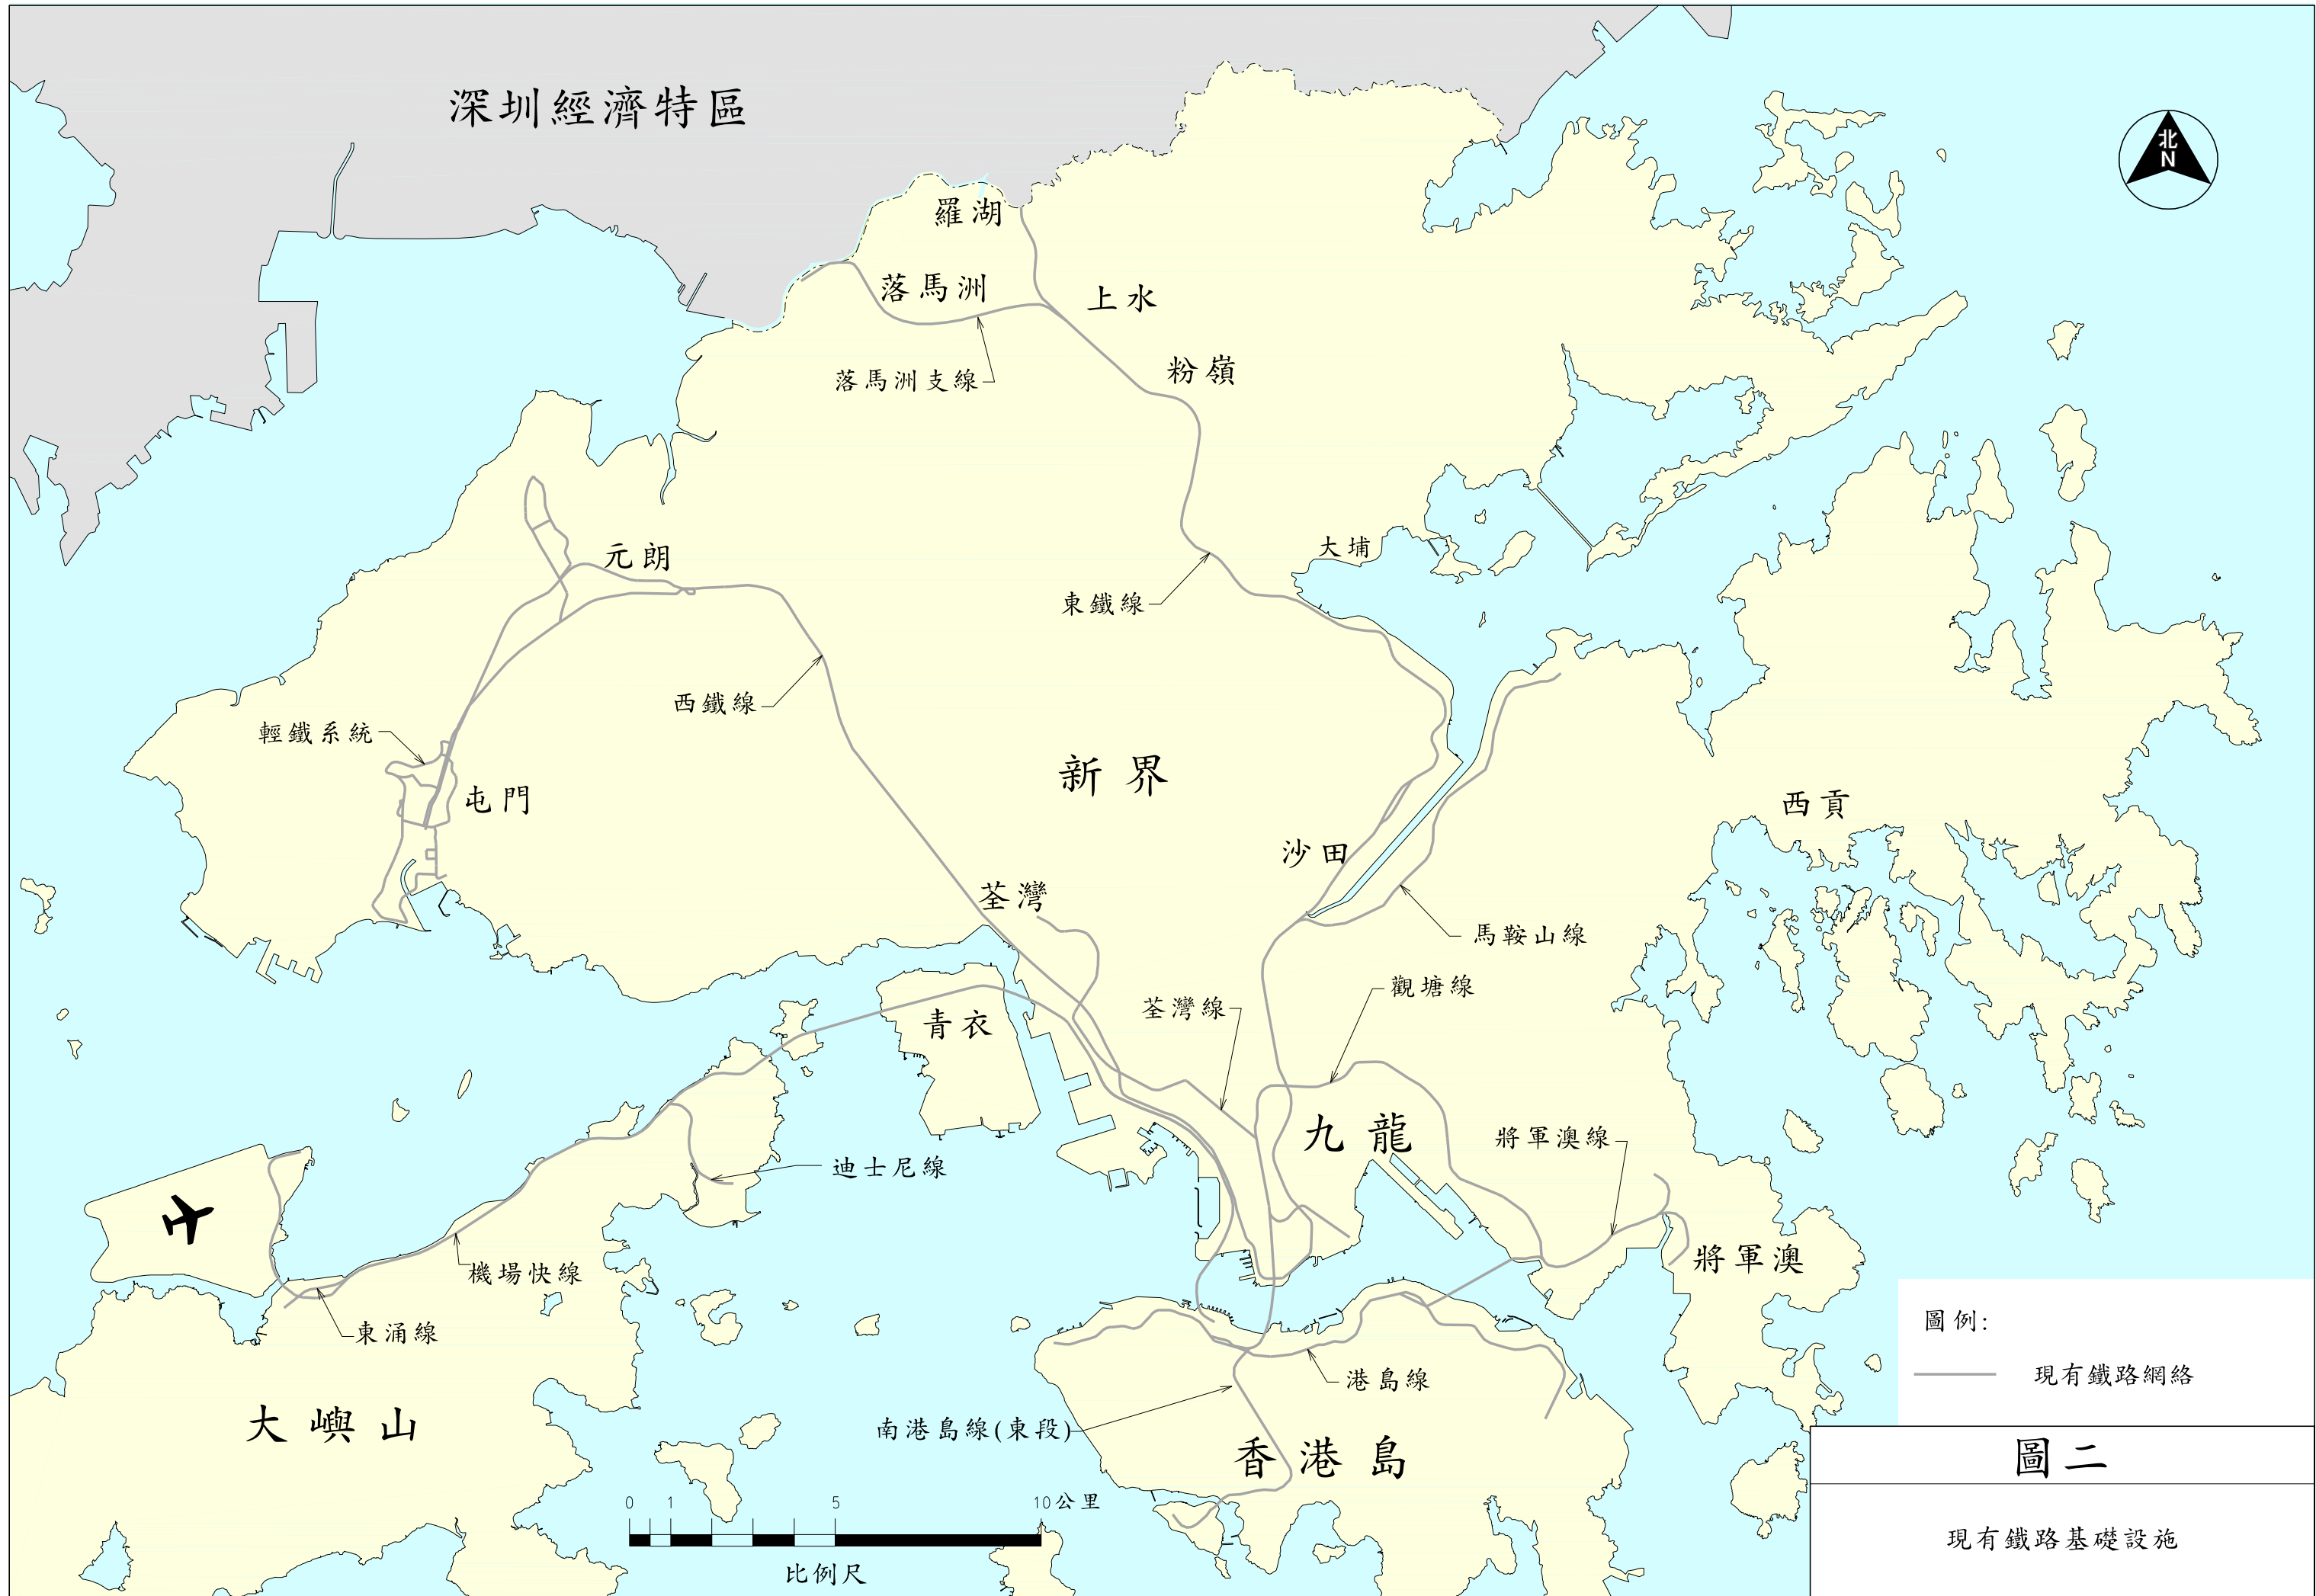 深圳經濟特區
北
N
羅湖
落馬洲
上水
粉嶺
落馬洲支線
元朗
大埔
東鐵線
西鐵線
輕鐵系統
新界
屯門
西貢
沙田
荃灣
馬鞍山線
觀塘線
荃灣線
青衣
九龍
將軍澳線
迪士尼線
將軍澳
機場快線
東涌線
港島線
大嶼山
南港島線(東段)
香港島
圖例:
現有鐵路網絡
圖二
現有鐵路基礎設施
0 1 5 10公里
比例尺